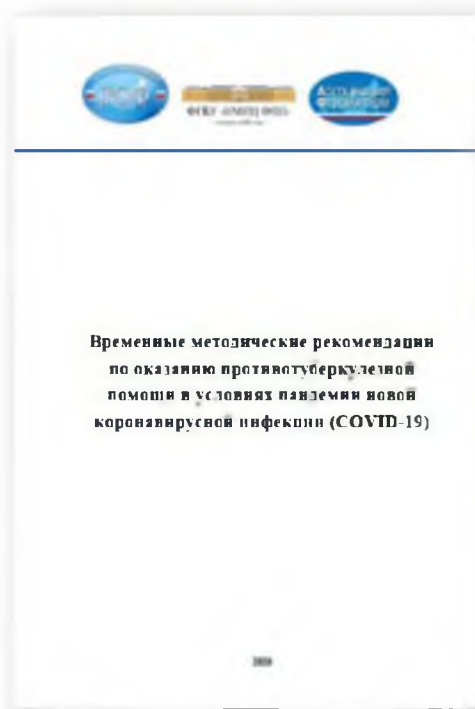 Временные методические рекомендации
по оказанию противотуберкулезной
помощи в условиях пандемии новой
коронавирусной инфекции (COVID-19)